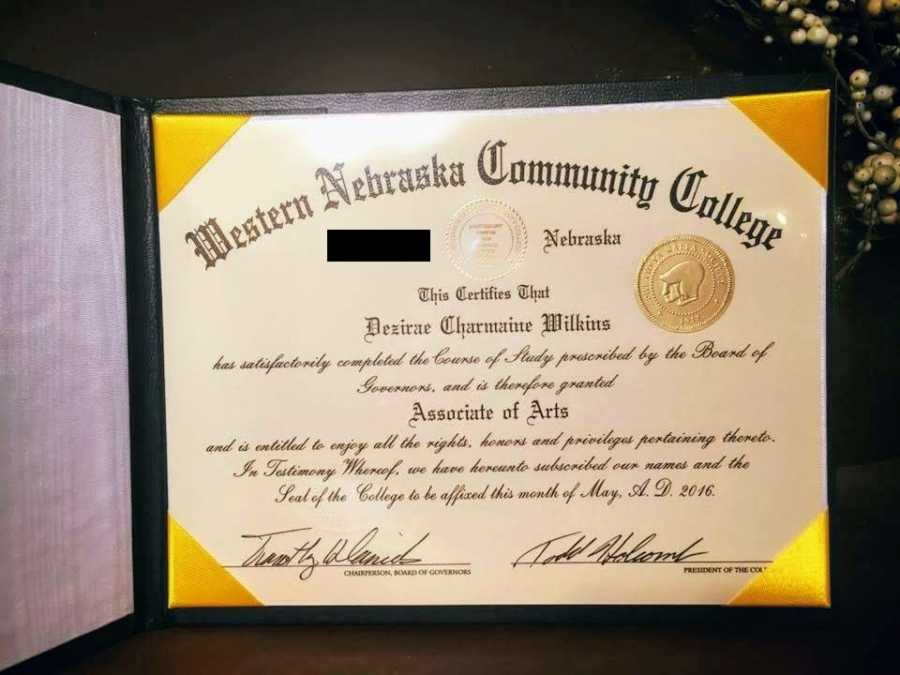 Western Nebraska Community College
Nebraska
This Certifies That
Dezirae Charmaine Wilkins
has satisfactorily completed the Course of Study prescribed by the Board of
Governors, and is therefore granted
Associate of Arts
and is entitled to enjoy all the rights, honors and privileges pertaining thereto.
In Testimony Whereof, we have hereunto subscribed our names and the
Seal of the College to be affixed this month of May, A. D. 2016.
Todd Holcomb
CHAIRPERSON, BOARD OF GOVERNORS
PRESIDENT OF THE